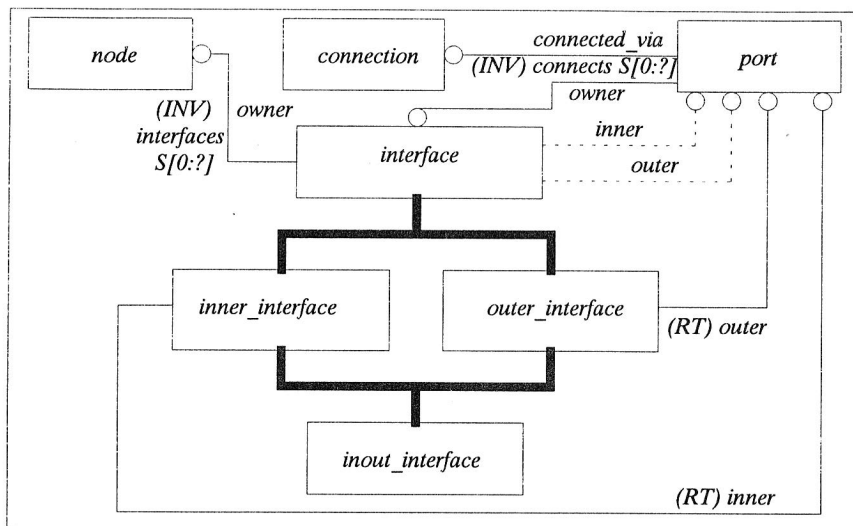 node
connection
connected_via
(INV) connects S[0:?]
port
owner
(INV)
interfaces
S[0:?]
owner
interface
inner
outer
inner_interface
outer_interface
(RT) outer
inout_interface
(RT) inner